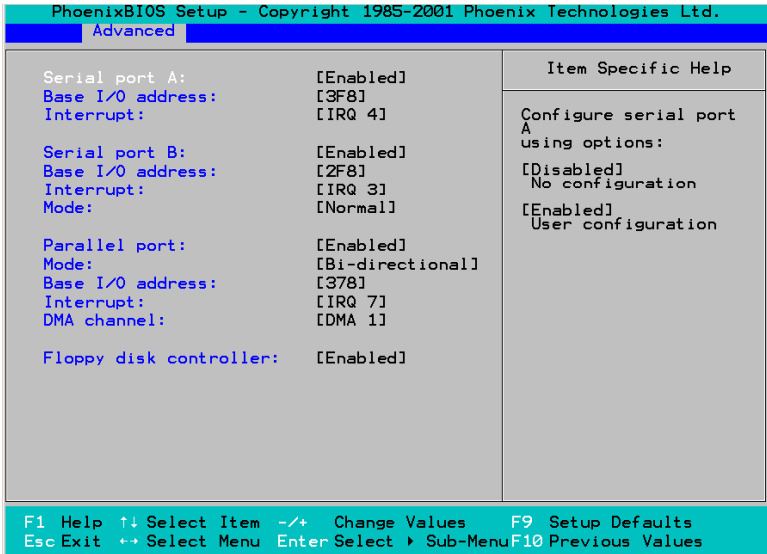 PhoenixBIOS Setup - Copyright 1985-2001 Phoenix Technologies Ltd.
Advanced
Serial port A: [Enabled]
Base I/O address: [3F8]
Interrupt: [IRQ 4]
Serial port B: [Enabled]
Base I/O address: [2F8]
Interrupt: [IRQ 3]
Mode: [Normal]
Parallel port: [Enabled]
Mode: [Bi-directional]
Base I/O address: [378]
Interrupt: [IRQ 7]
DMA channel: [DMA 1]
Floppy disk controller: [Enabled]
Item Specific Help
Configure serial port
A
using options:
[Disabled]
No configuration
[Enabled]
User configuration
F1 Help ↑↓ Select Item -/+ Change Values F9 Setup Defaults
Esc Exit ↔ Select Menu Enter Select ▸ Sub-Menu F10 Previous Values